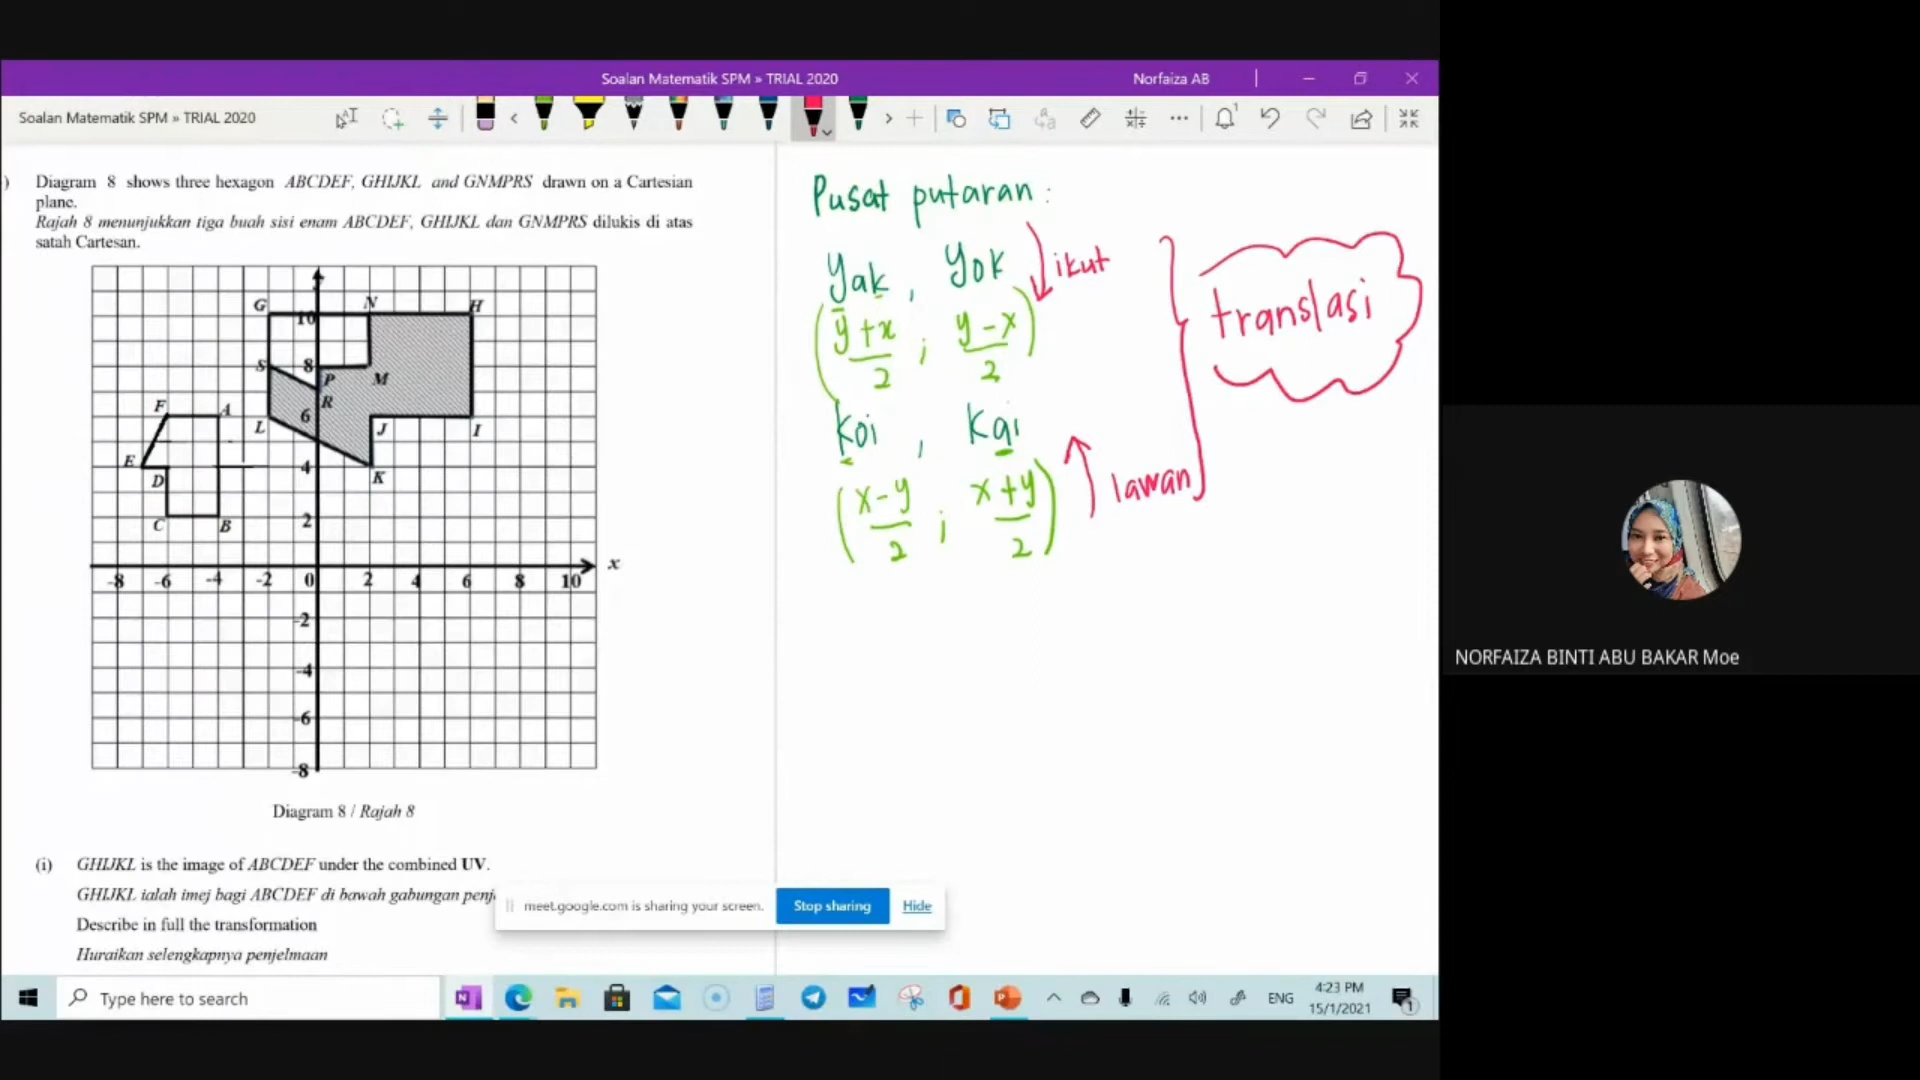 Soalan Matematik SPM » TRIAL 2020
Norfaiza AB
Soalan Matematik SPM » TRIAL 2020
) Diagram 8 shows three hexagon ABCDEF, GHIJKL and GNMPRS drawn on a Cartesian
plane.
Rajah 8 menunjukkan tiga buah sisi enam ABCDEF, GHIJKL dan GNMPRS dilukis di atas
satah Cartesan.
G N H
10
S 8 P M
R
F A 6
L J I
E 4
D K
C B 2
x
-8 -6 -4 -2 0 2 4 6 8 10
-2
-4
-6
-8
Diagram 8 / Rajah 8
(i) GHIJKL is the image of ABCDEF under the combined UV.
GHIJKL ialah imej bagi ABCDEF di bawah gabungan penj
Describe in full the transformation
Huraikan selengkapnya penjelmaan
Pusat putaran :
yak , yok ↓ ikut
(y+x/2 ; y-x/2)
koi , kai
(x-y/2 ; x+y/2) ↑ lawan
translasi
meet.google.com is sharing your screen. Stop sharing Hide
Type here to search
ENG
4:23 PM
15/1/2021
1
NORFAIZA BINTI ABU BAKAR Moe